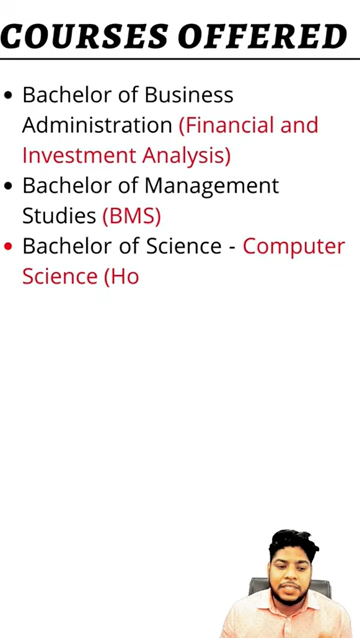 COURSES OFFERED
• Bachelor of Business
Administration (Financial and
Investment Analysis)
• Bachelor of Management
Studies (BMS)
• Bachelor of Science - Computer
Science (Ho